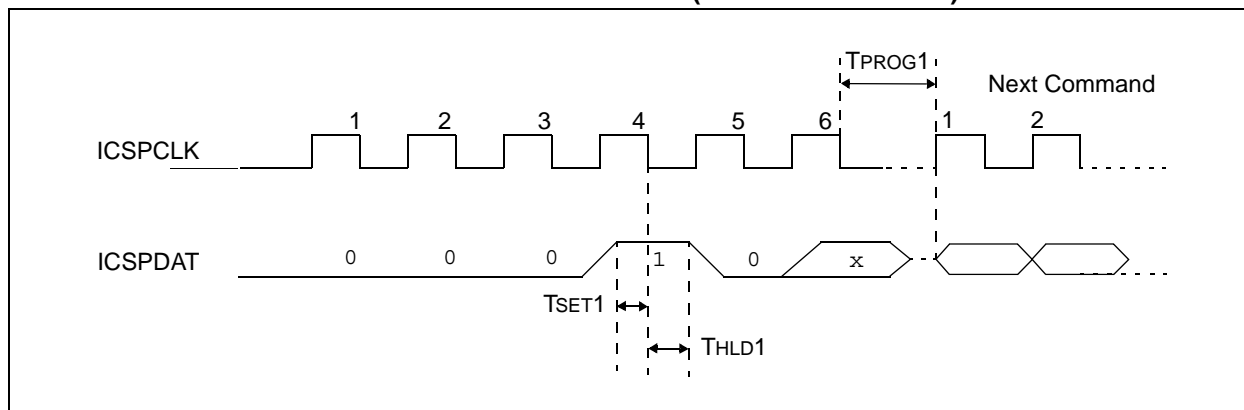 TPROG1
Next Command
1 2 3 4 5 6 1 2
ICSPCLK
ICSPDAT
0 0 0 1 0 x
TSET1
THLD1